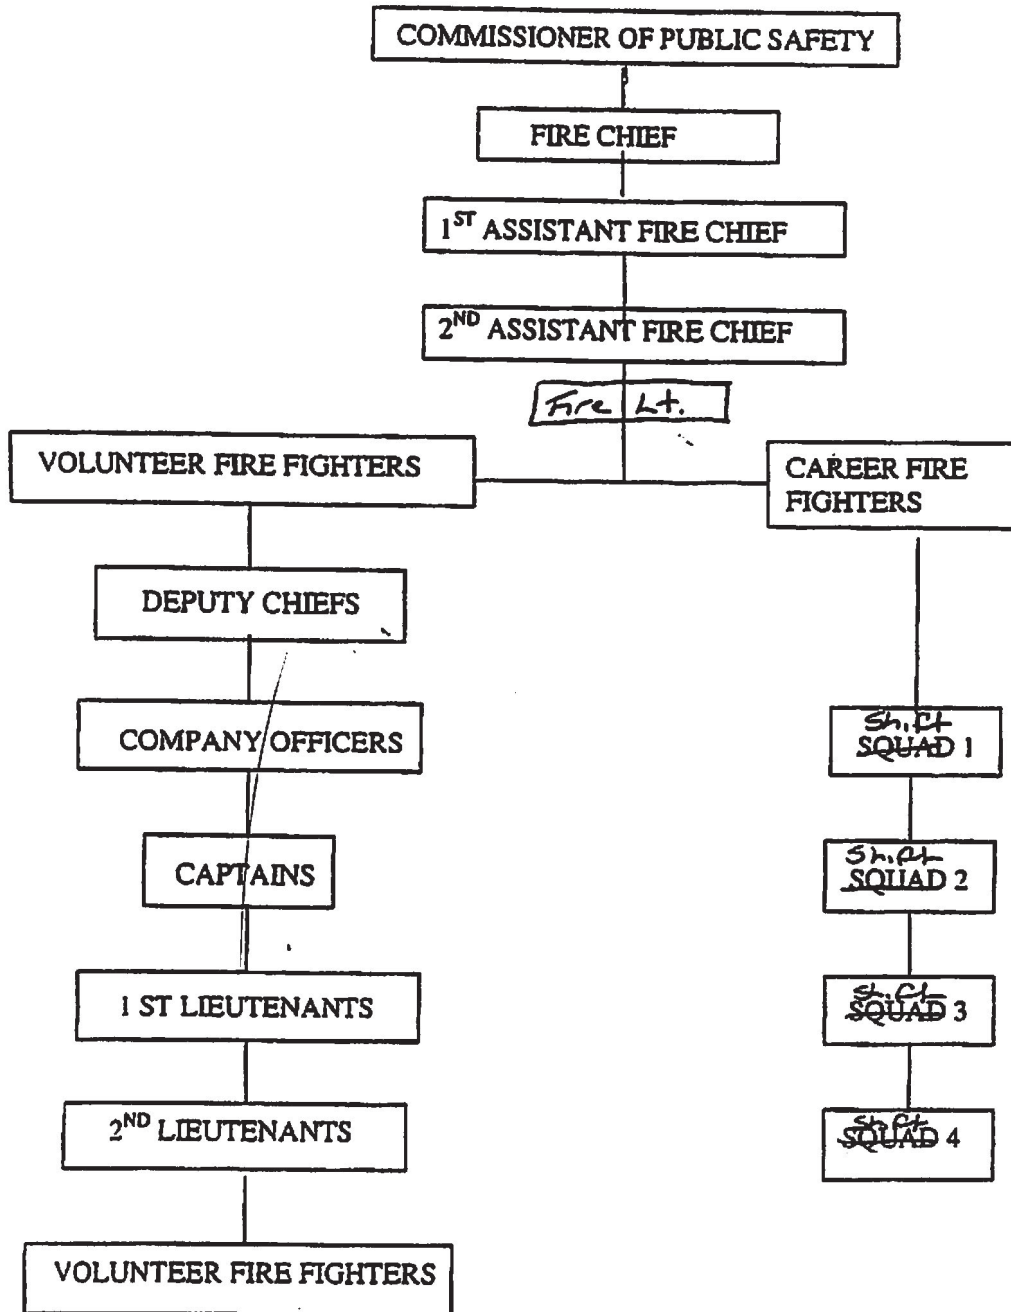 COMMISSIONER OF PUBLIC SAFETY
FIRE CHIEF
1ST ASSISTANT FIRE CHIEF
2ND ASSISTANT FIRE CHIEF
Fire Lt.
VOLUNTEER FIRE FIGHTERS
DEPUTY CHIEFS
COMPANY OFFICERS
CAPTAINS
1 ST LIEUTENANTS
2ND LIEUTENANTS
VOLUNTEER FIRE FIGHTERS
CAREER FIRE
FIGHTERS
Shift
SQUAD 1
Shift
SQUAD 2
Shift
SQUAD 3
Shift
SQUAD 4